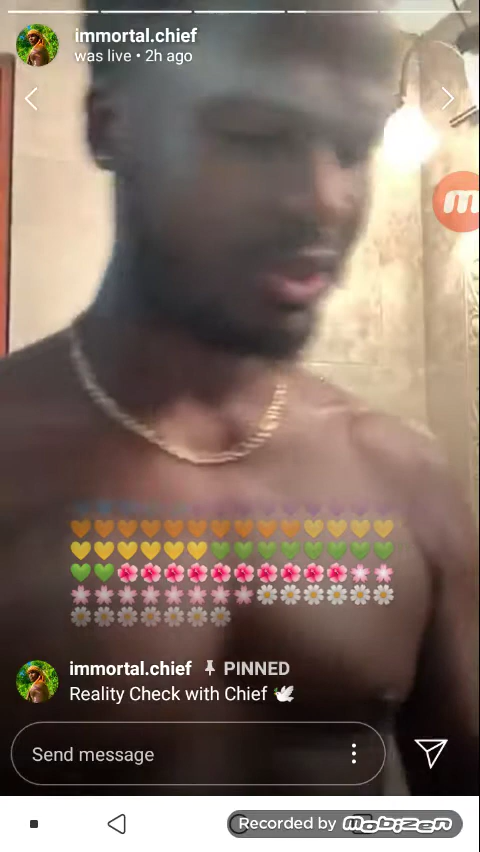 immortal.chief
was live • 2h ago
immortal.chief PINNED
Reality Check with Chief 🕊
Send message
Recorded by mobizen